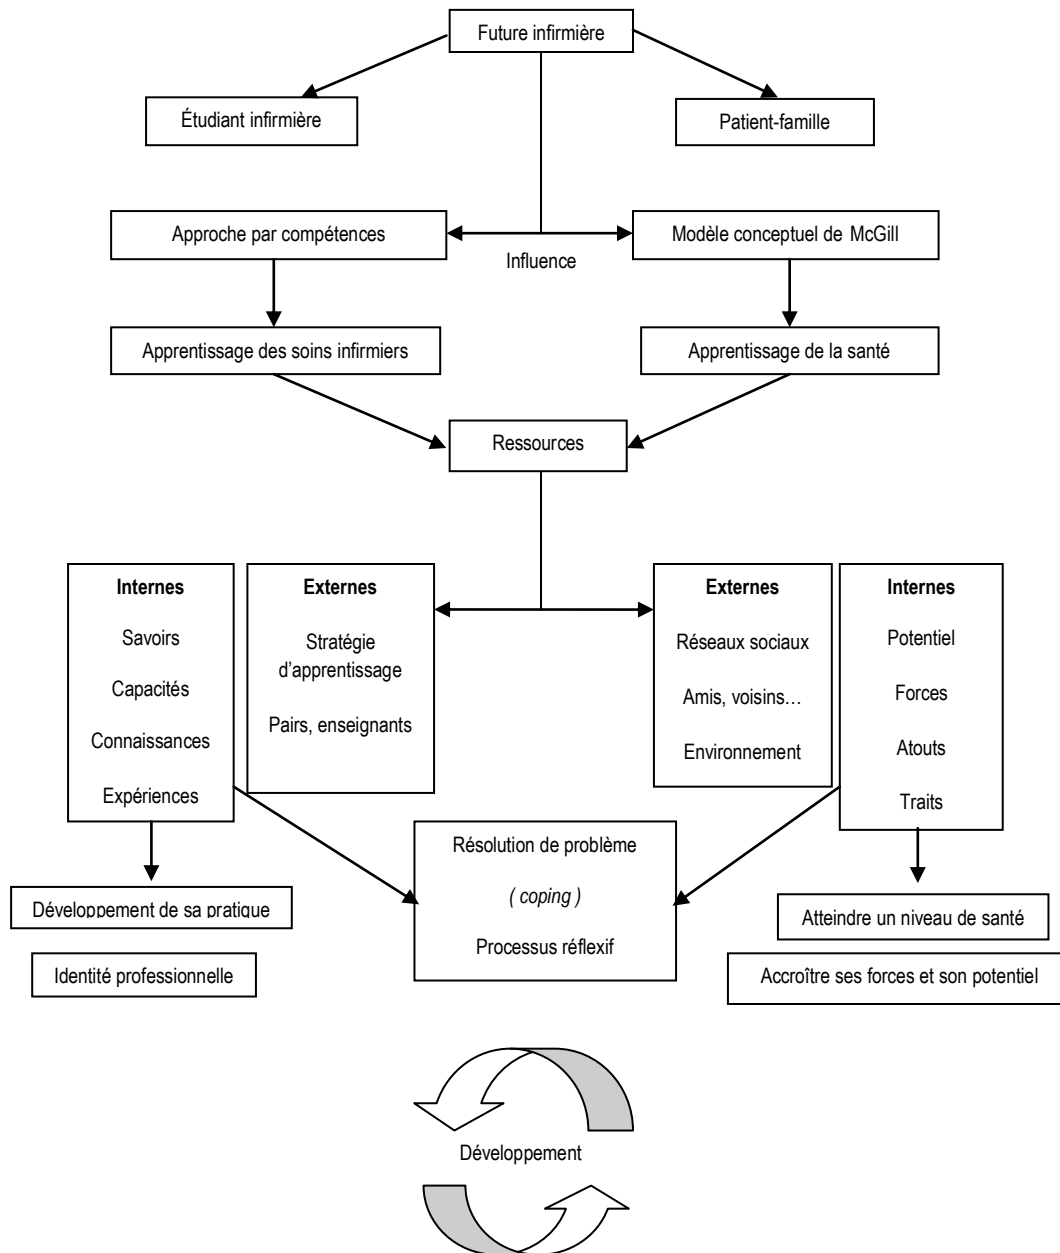 Future infirmière
Étudiant infirmière
Patient-famille
Approche par compétences
Influence
Modèle conceptuel de McGill
Apprentissage des soins infirmiers
Apprentissage de la santé
Ressources
Internes
Savoirs
Capacités
Connaissances
Expériences
Externes
Stratégie
d'apprentissage
Pairs, enseignants
Externes
Réseaux sociaux
Amis, voisins…
Environnement
Internes
Potentiel
Forces
Atouts
Traits
Résolution de problème
( coping )
Processus réflexif
Développement de sa pratique
Identité professionnelle
Atteindre un niveau de santé
Accroître ses forces et son potentiel
Développement